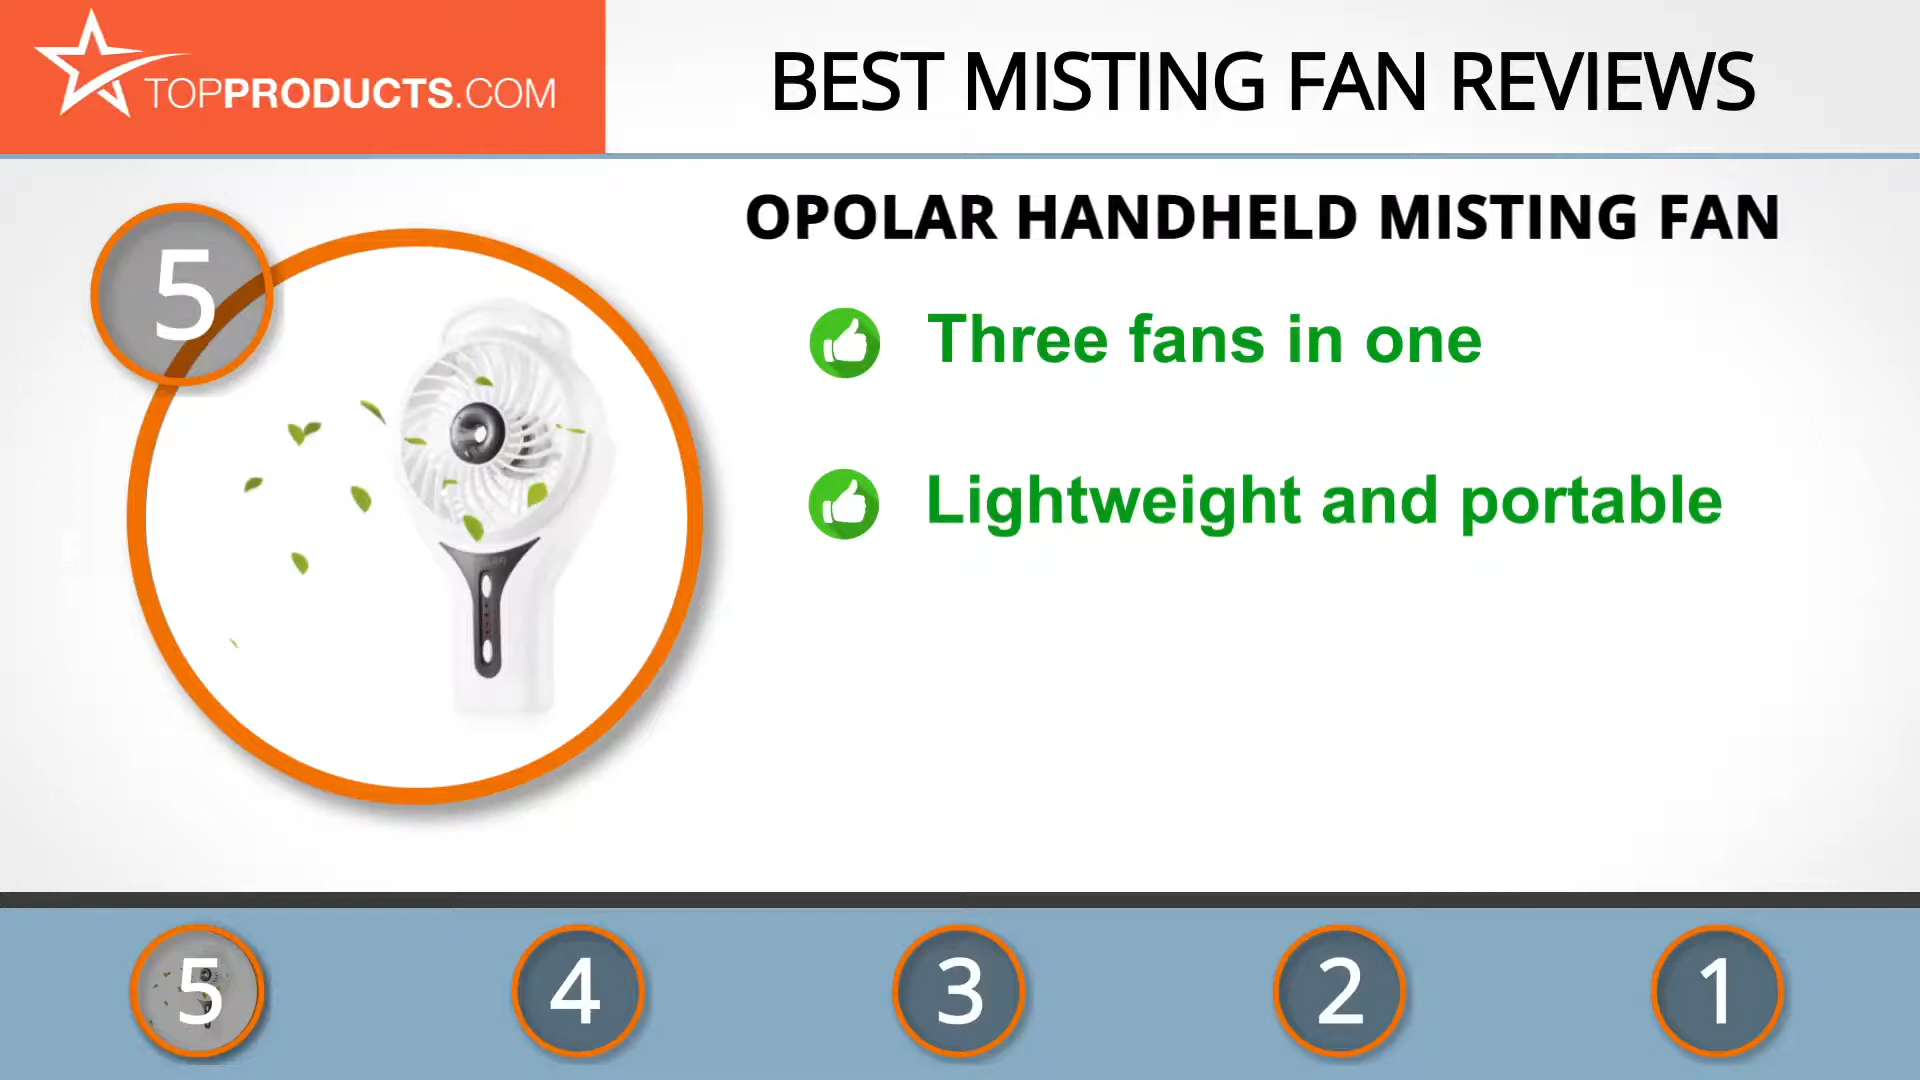 TOPPRODUCTS.COM
BEST MISTING FAN REVIEWS
OPOLAR HANDHELD MISTING FAN
5
Three fans in one
Lightweight and portable
5 4 3 2 1